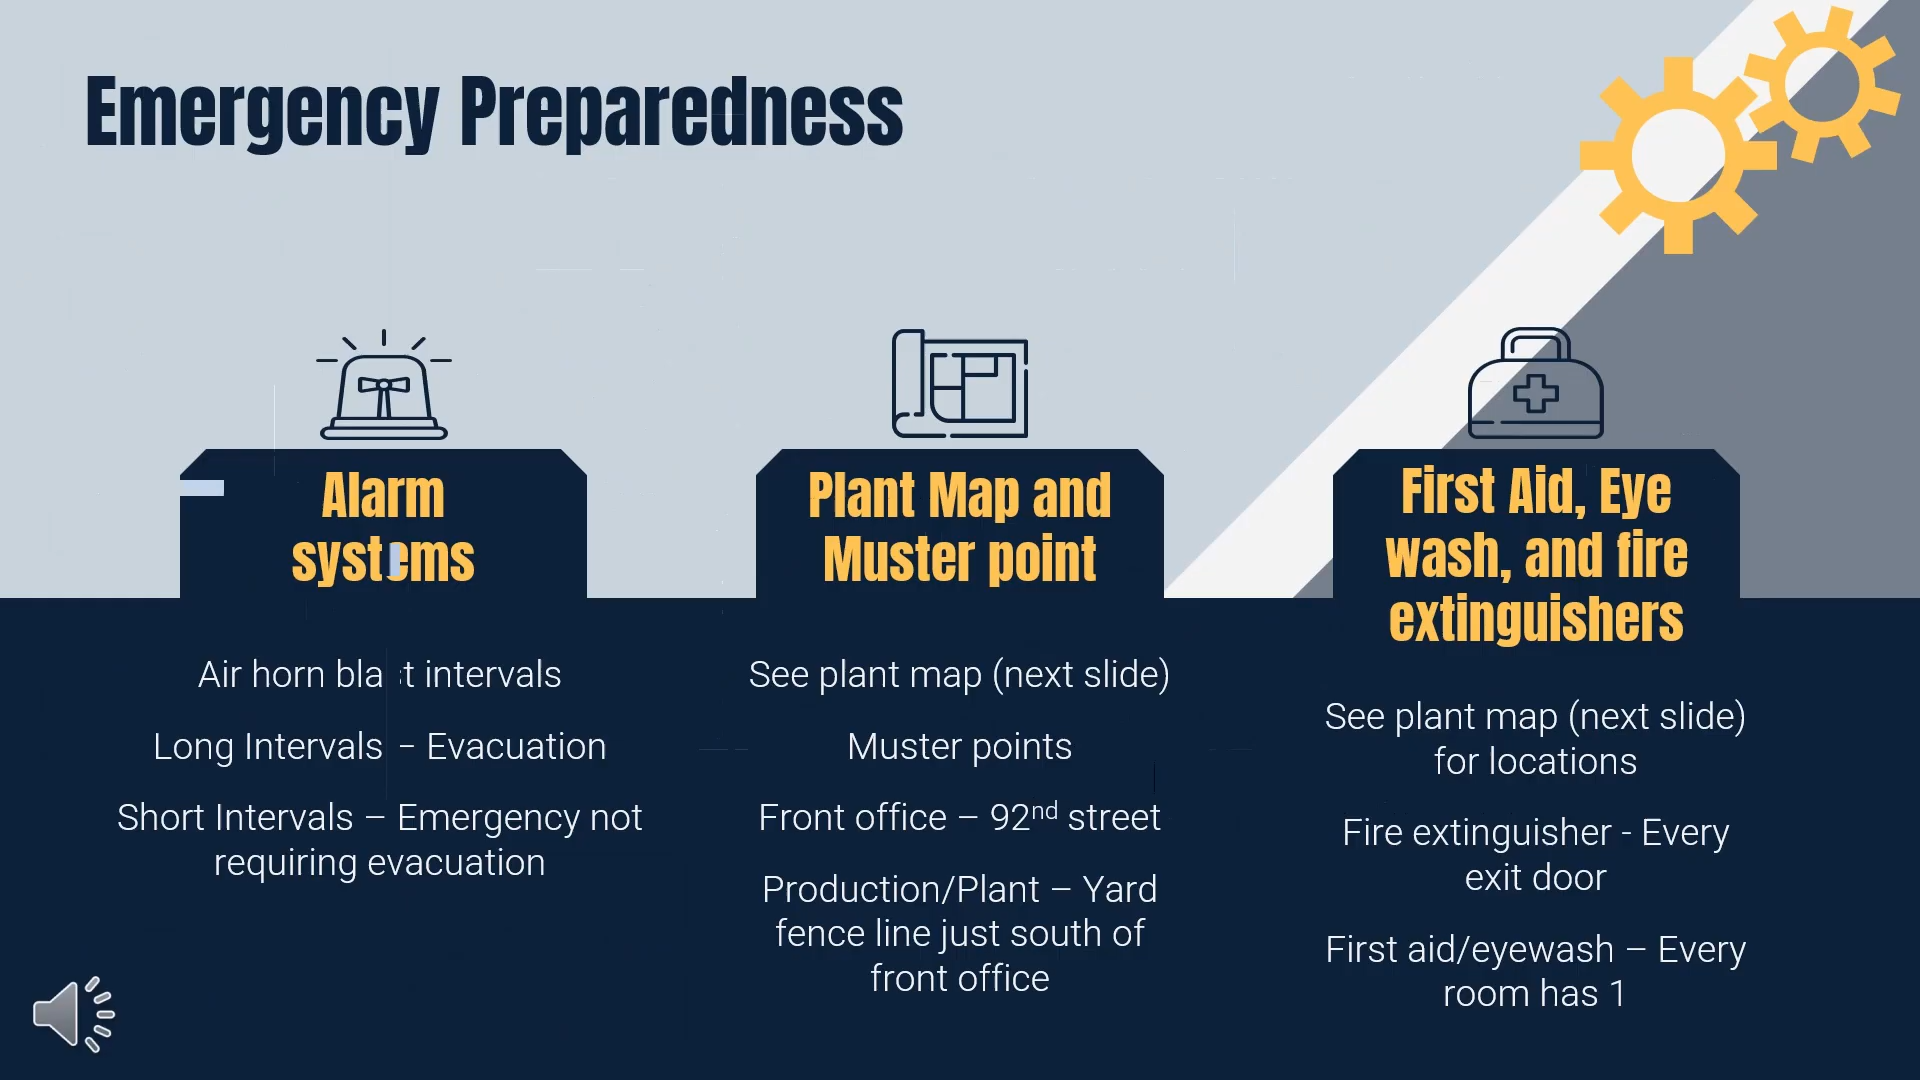 Emergency Preparedness
Alarm
systems
Air horn blast intervals
Long Intervals – Evacuation
Short Intervals – Emergency not
requiring evacuation
Plant Map and
Muster point
See plant map (next slide)
Muster points
Front office – 92nd street
Production/Plant – Yard
fence line just south of
front office
First Aid, Eye
wash, and fire
extinguishers
See plant map (next slide)
for locations
Fire extinguisher - Every
exit door
First aid/eyewash – Every
room has 1